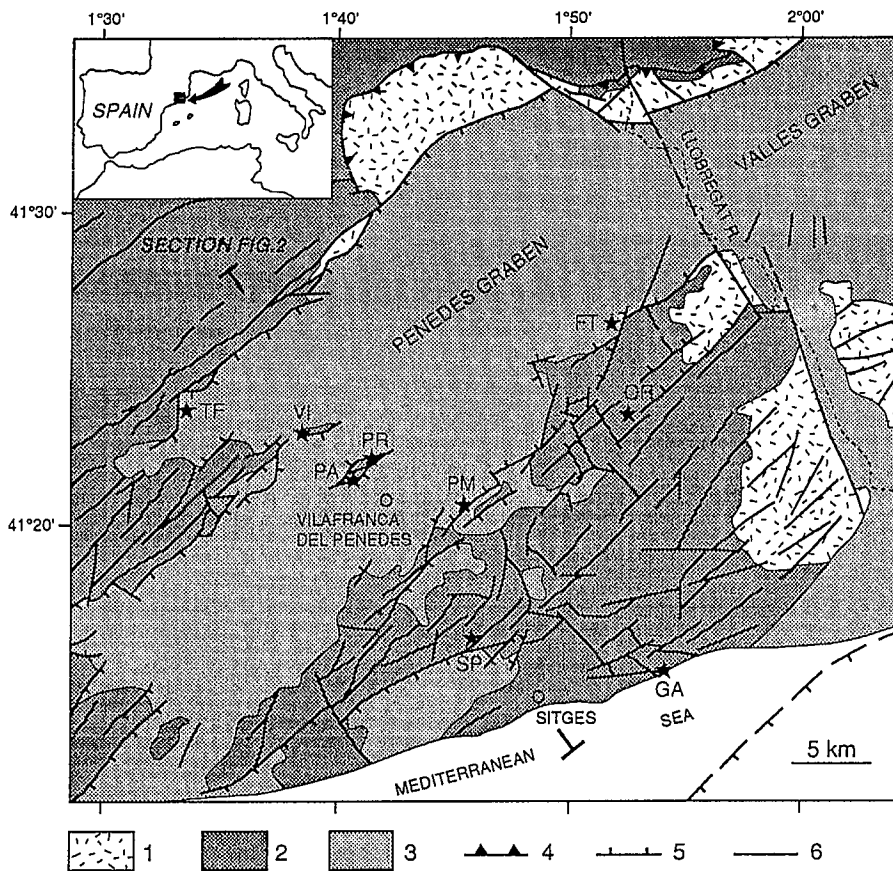 1°30'
1°40'
1°50'
2°00'
SPAIN
LLOBREGAT R.
VALLES GRABEN
41°30'
SECTION FIG.2
PENEDES GRABEN
FT
OR
TF
VI
PR
PA
PM
41°20'
VILAFRANCA
DEL PENEDES
SP
GA
SITGES
SEA
MEDITERRANEAN
5 km
1 2 3 4 5 6